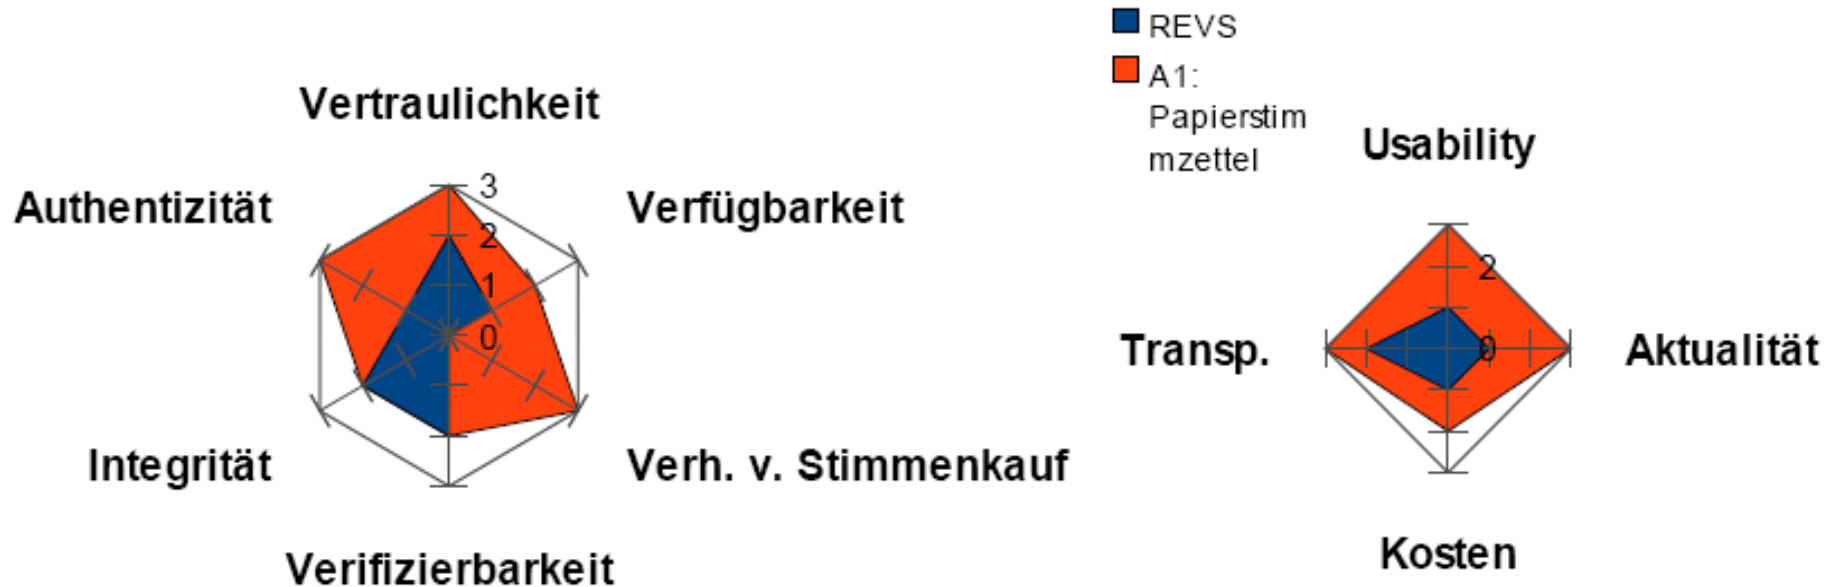 REVS
A1:
Papierstim
mzettel
Vertraulichkeit
Usability
Authentizität
3
Verfügbarkeit
2
1
0
2
Transp.
0
Aktualität
Integrität
Verh. v. Stimmenkauf
Verifizierbarkeit
Kosten